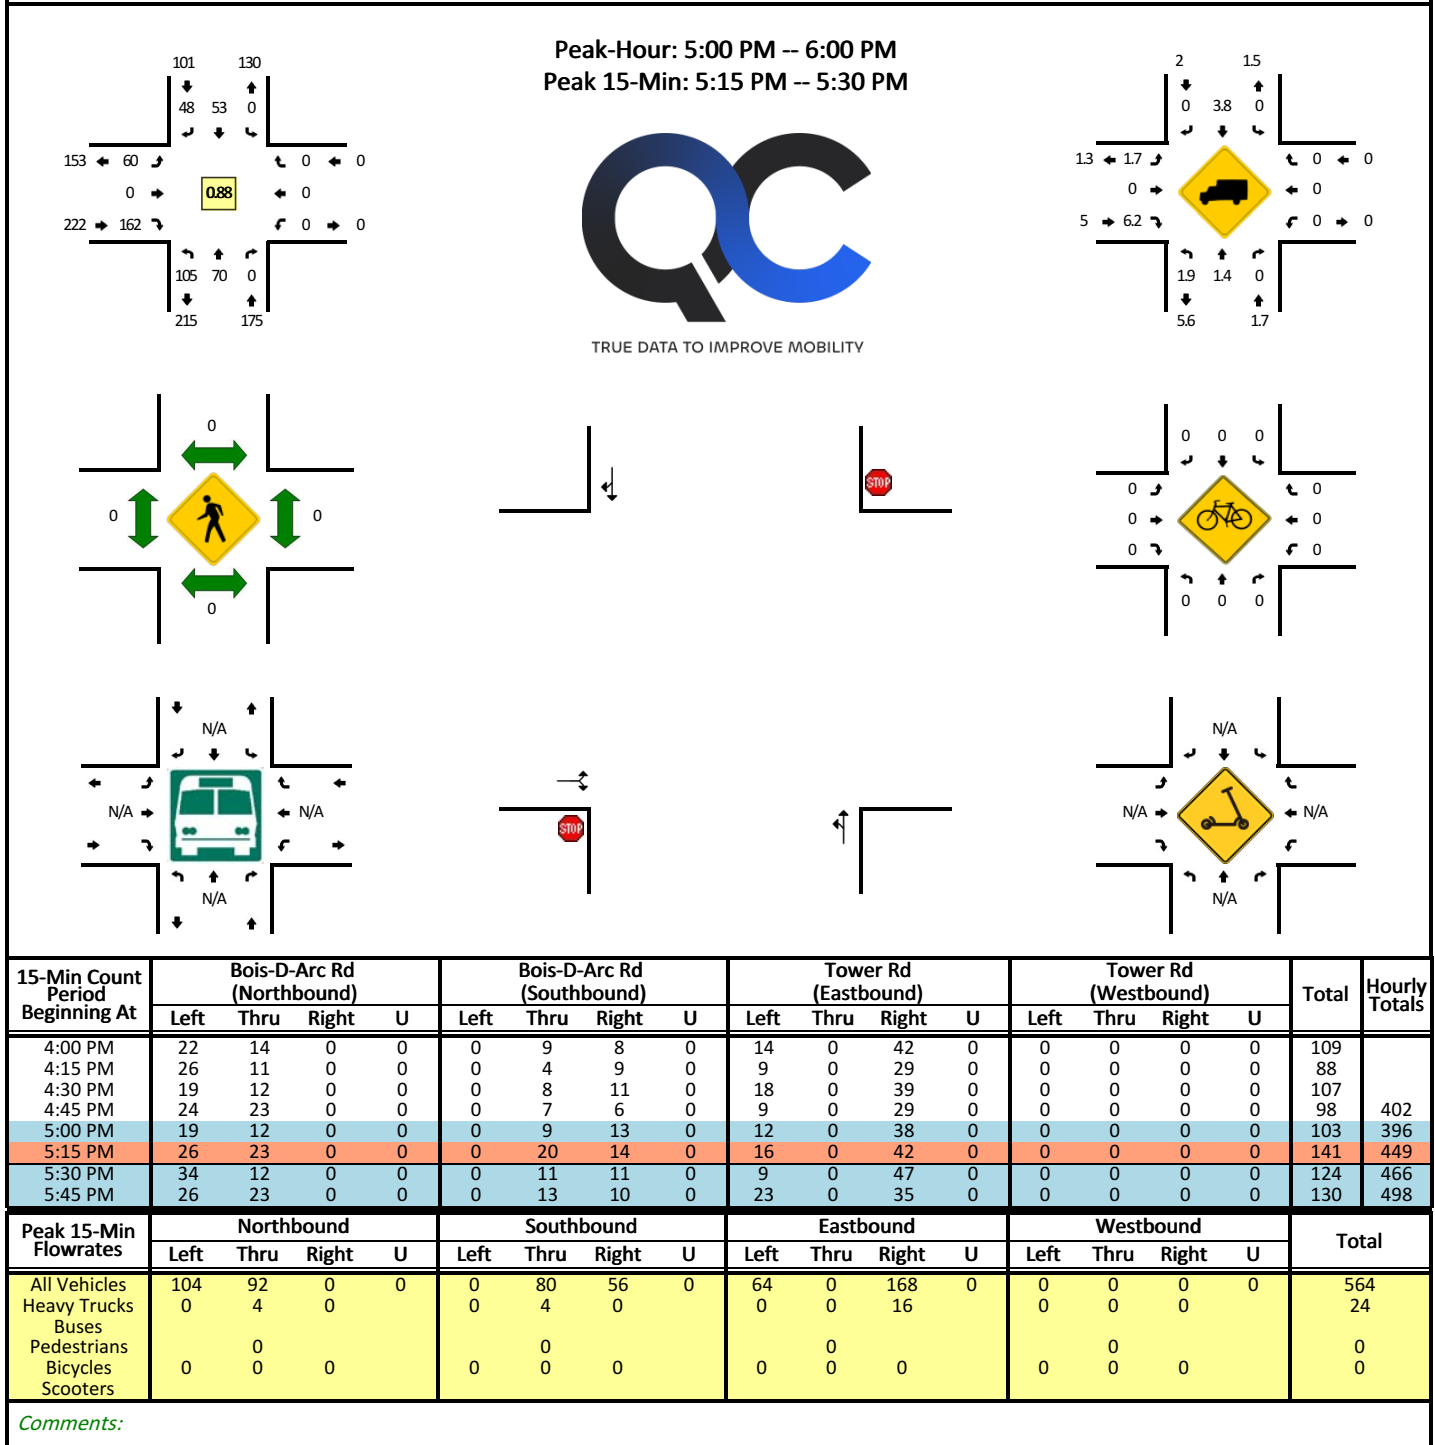 Peak-Hour: 5:00 PM -- 6:00 PM
Peak 15-Min: 5:15 PM -- 5:30 PM
101 130
48 53 0
153 60 0 0
0 0.88 0
222 162 0 0
105 70 0
215 175
QC
TRUE DATA TO IMPROVE MOBILITY
2 1.5
0 3.8 0
1.3 1.7 0 0
0 0
5 6.2 0 0
1.9 1.4 0
5.6 1.7
0
0 0
0
STOP
0 0 0
0 0
0 0
0 0
0 0 0
N/A
N/A N/A
N/A
STOP
N/A
N/A N/A
N/A
15-Min Count Period Beginning At Bois-D-Arc Rd (Northbound) Bois-D-Arc Rd (Southbound) Tower Rd (Eastbound) Tower Rd (Westbound) Total Hourly Totals
Left Thru Right U Left Thru Right U Left Thru Right U Left Thru Right U
4:00 PM 22 14 0 0 0 9 8 0 14 0 42 0 0 0 0 0 109
4:15 PM 26 11 0 0 0 4 9 0 9 0 29 0 0 0 0 0 88
4:30 PM 19 12 0 0 0 8 11 0 18 0 39 0 0 0 0 0 107
4:45 PM 24 23 0 0 0 7 6 0 9 0 29 0 0 0 0 0 98 402
5:00 PM 19 12 0 0 0 9 13 0 12 0 38 0 0 0 0 0 103 396
5:15 PM 26 23 0 0 0 20 14 0 16 0 42 0 0 0 0 0 141 449
5:30 PM 34 12 0 0 0 11 11 0 9 0 47 0 0 0 0 0 124 466
5:45 PM 26 23 0 0 0 13 10 0 23 0 35 0 0 0 0 0 130 498
Peak 15-Min Flowrates Northbound Southbound Eastbound Westbound Total
Left Thru Right U Left Thru Right U Left Thru Right U Left Thru Right U
All Vehicles 104 92 0 0 0 80 56 0 64 0 168 0 0 0 0 0 564
Heavy Trucks 0 4 0 0 4 0 0 0 16 0 0 0 24
Buses
Pedestrians 0 0 0 0 0
Bicycles 0 0 0 0 0 0 0 0 0 0 0 0 0
Scooters
Comments: